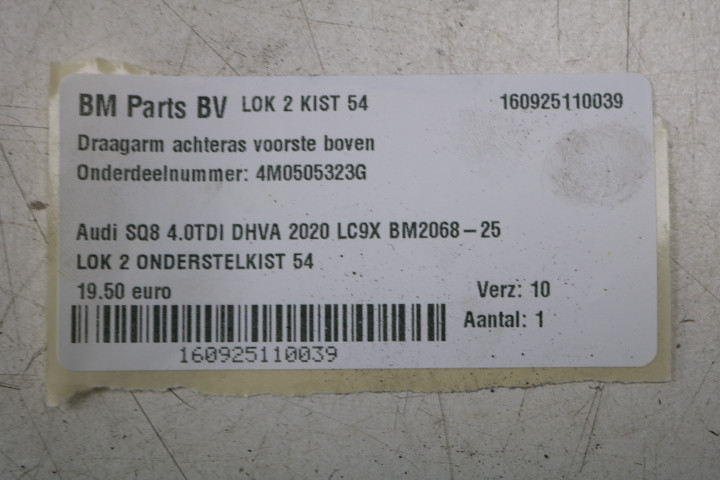 BM Parts BV LOK 2 KIST 54 160925110039
Draagarm achteras voorste boven
Onderdeelnummer: 4M0505323G
Audi SQ8 4.0TDI DHVA 2020 LC9X BM2068-25
LOK 2 ONDERSTELKIST 54
19.50 euro Verz: 10
Aantal: 1
160925110039